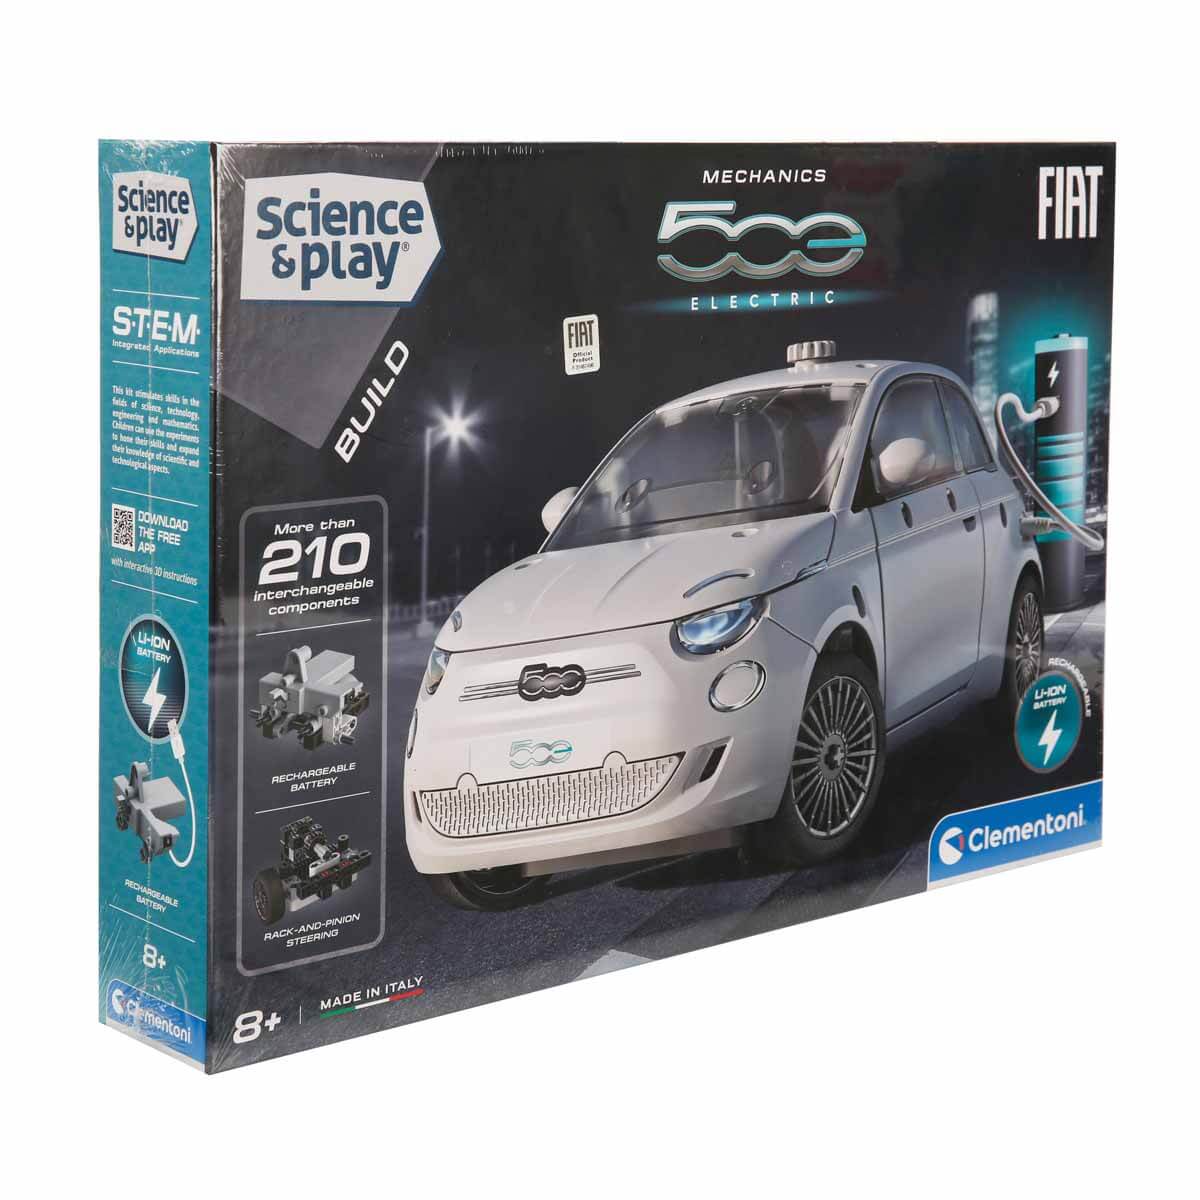 Science
& play®
S•T•E•M•
Integrated Applications
This kit stimulates skills in the
fields of science, technology,
engineering and mathematics.
Children can use the experiments
to hone their skills and expand
their knowledge of scientific and
technological aspects.
DOWNLOAD
THE FREE
APP
with interactive 3D instructions
LI-ION
BATTERY
RECHARGEABLE
BATTERY
8+
Clementoni
Science
& play®
BUILD
More than
210
interchangeable
components
RECHARGEABLE
BATTERY
RACK-AND-PINION
STEERING
8+
MADE IN ITALY
MECHANICS
500e
ELECTRIC
FIAT
FIAT
Official
Product
500
500e
RECHARGEABLE
LI-ION
BATTERY
Clementoni